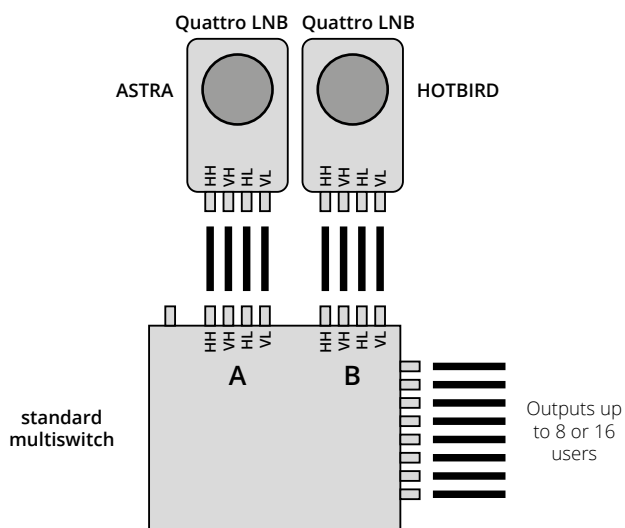 Quattro LNB
Quattro LNB
ASTRA
HOTBIRD
HH
VH
HL
VL
HH
VH
HL
VL
HH
VH
HL
VL
HH
VH
HL
VL
A
B
standard
multiswitch
Outputs up
to 8 or 16
users